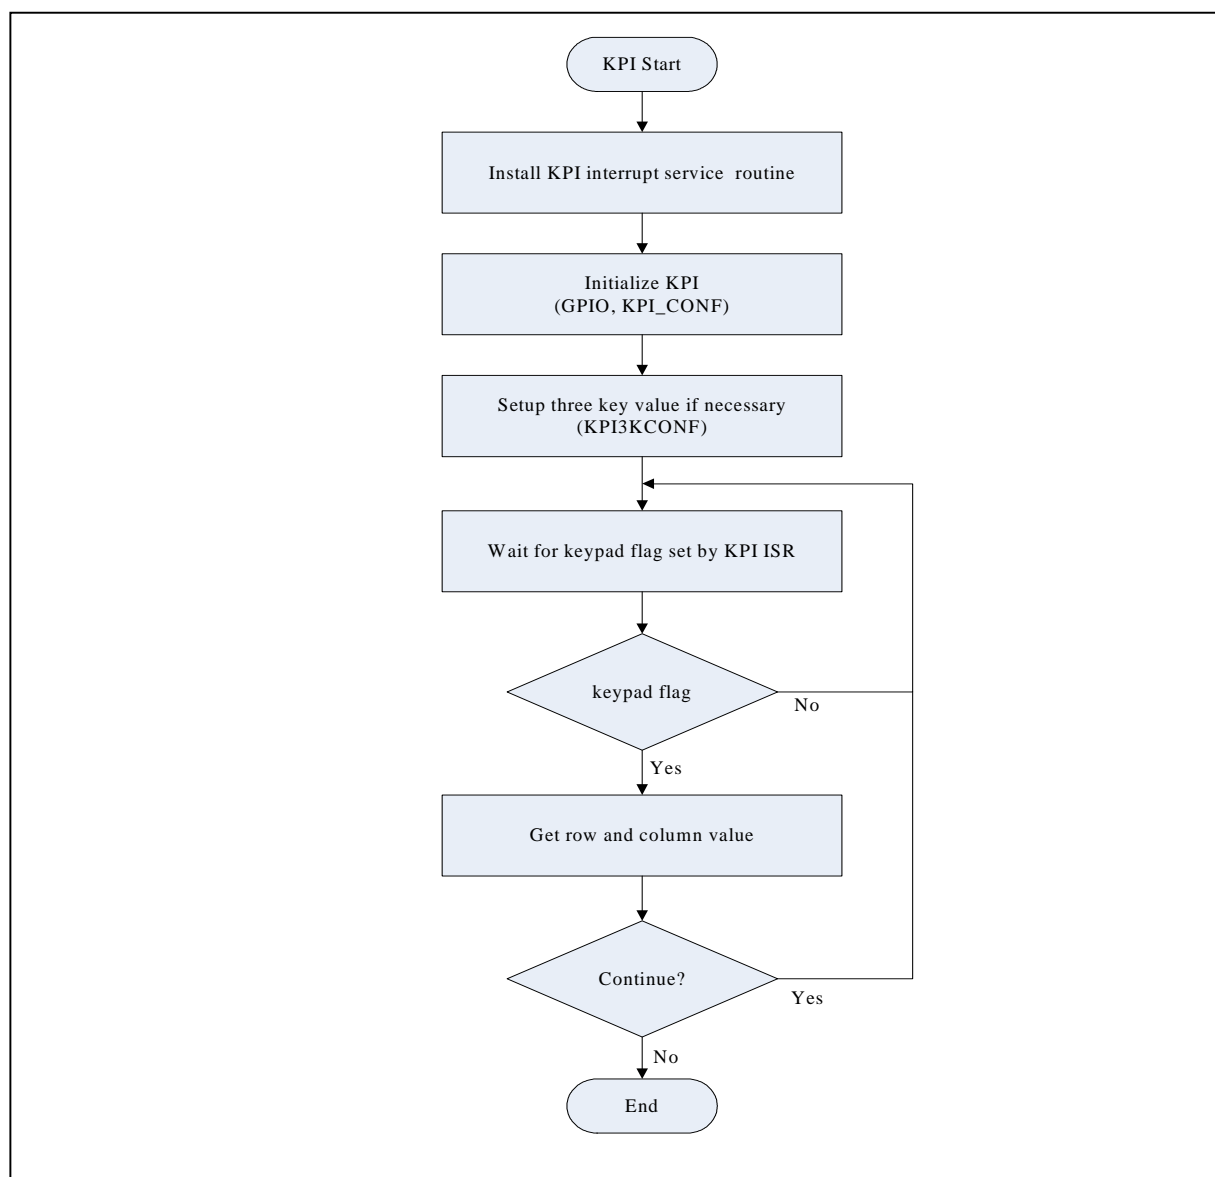 KPI Start
Install KPI interrupt service routine
Initialize KPI
(GPIO, KPI_CONF)
Setup three key value if necessary
(KPI3KCONF)
Wait for keypad flag set by KPI ISR
keypad flag
No
Yes
Get row and column value
Continue?
Yes
No
End